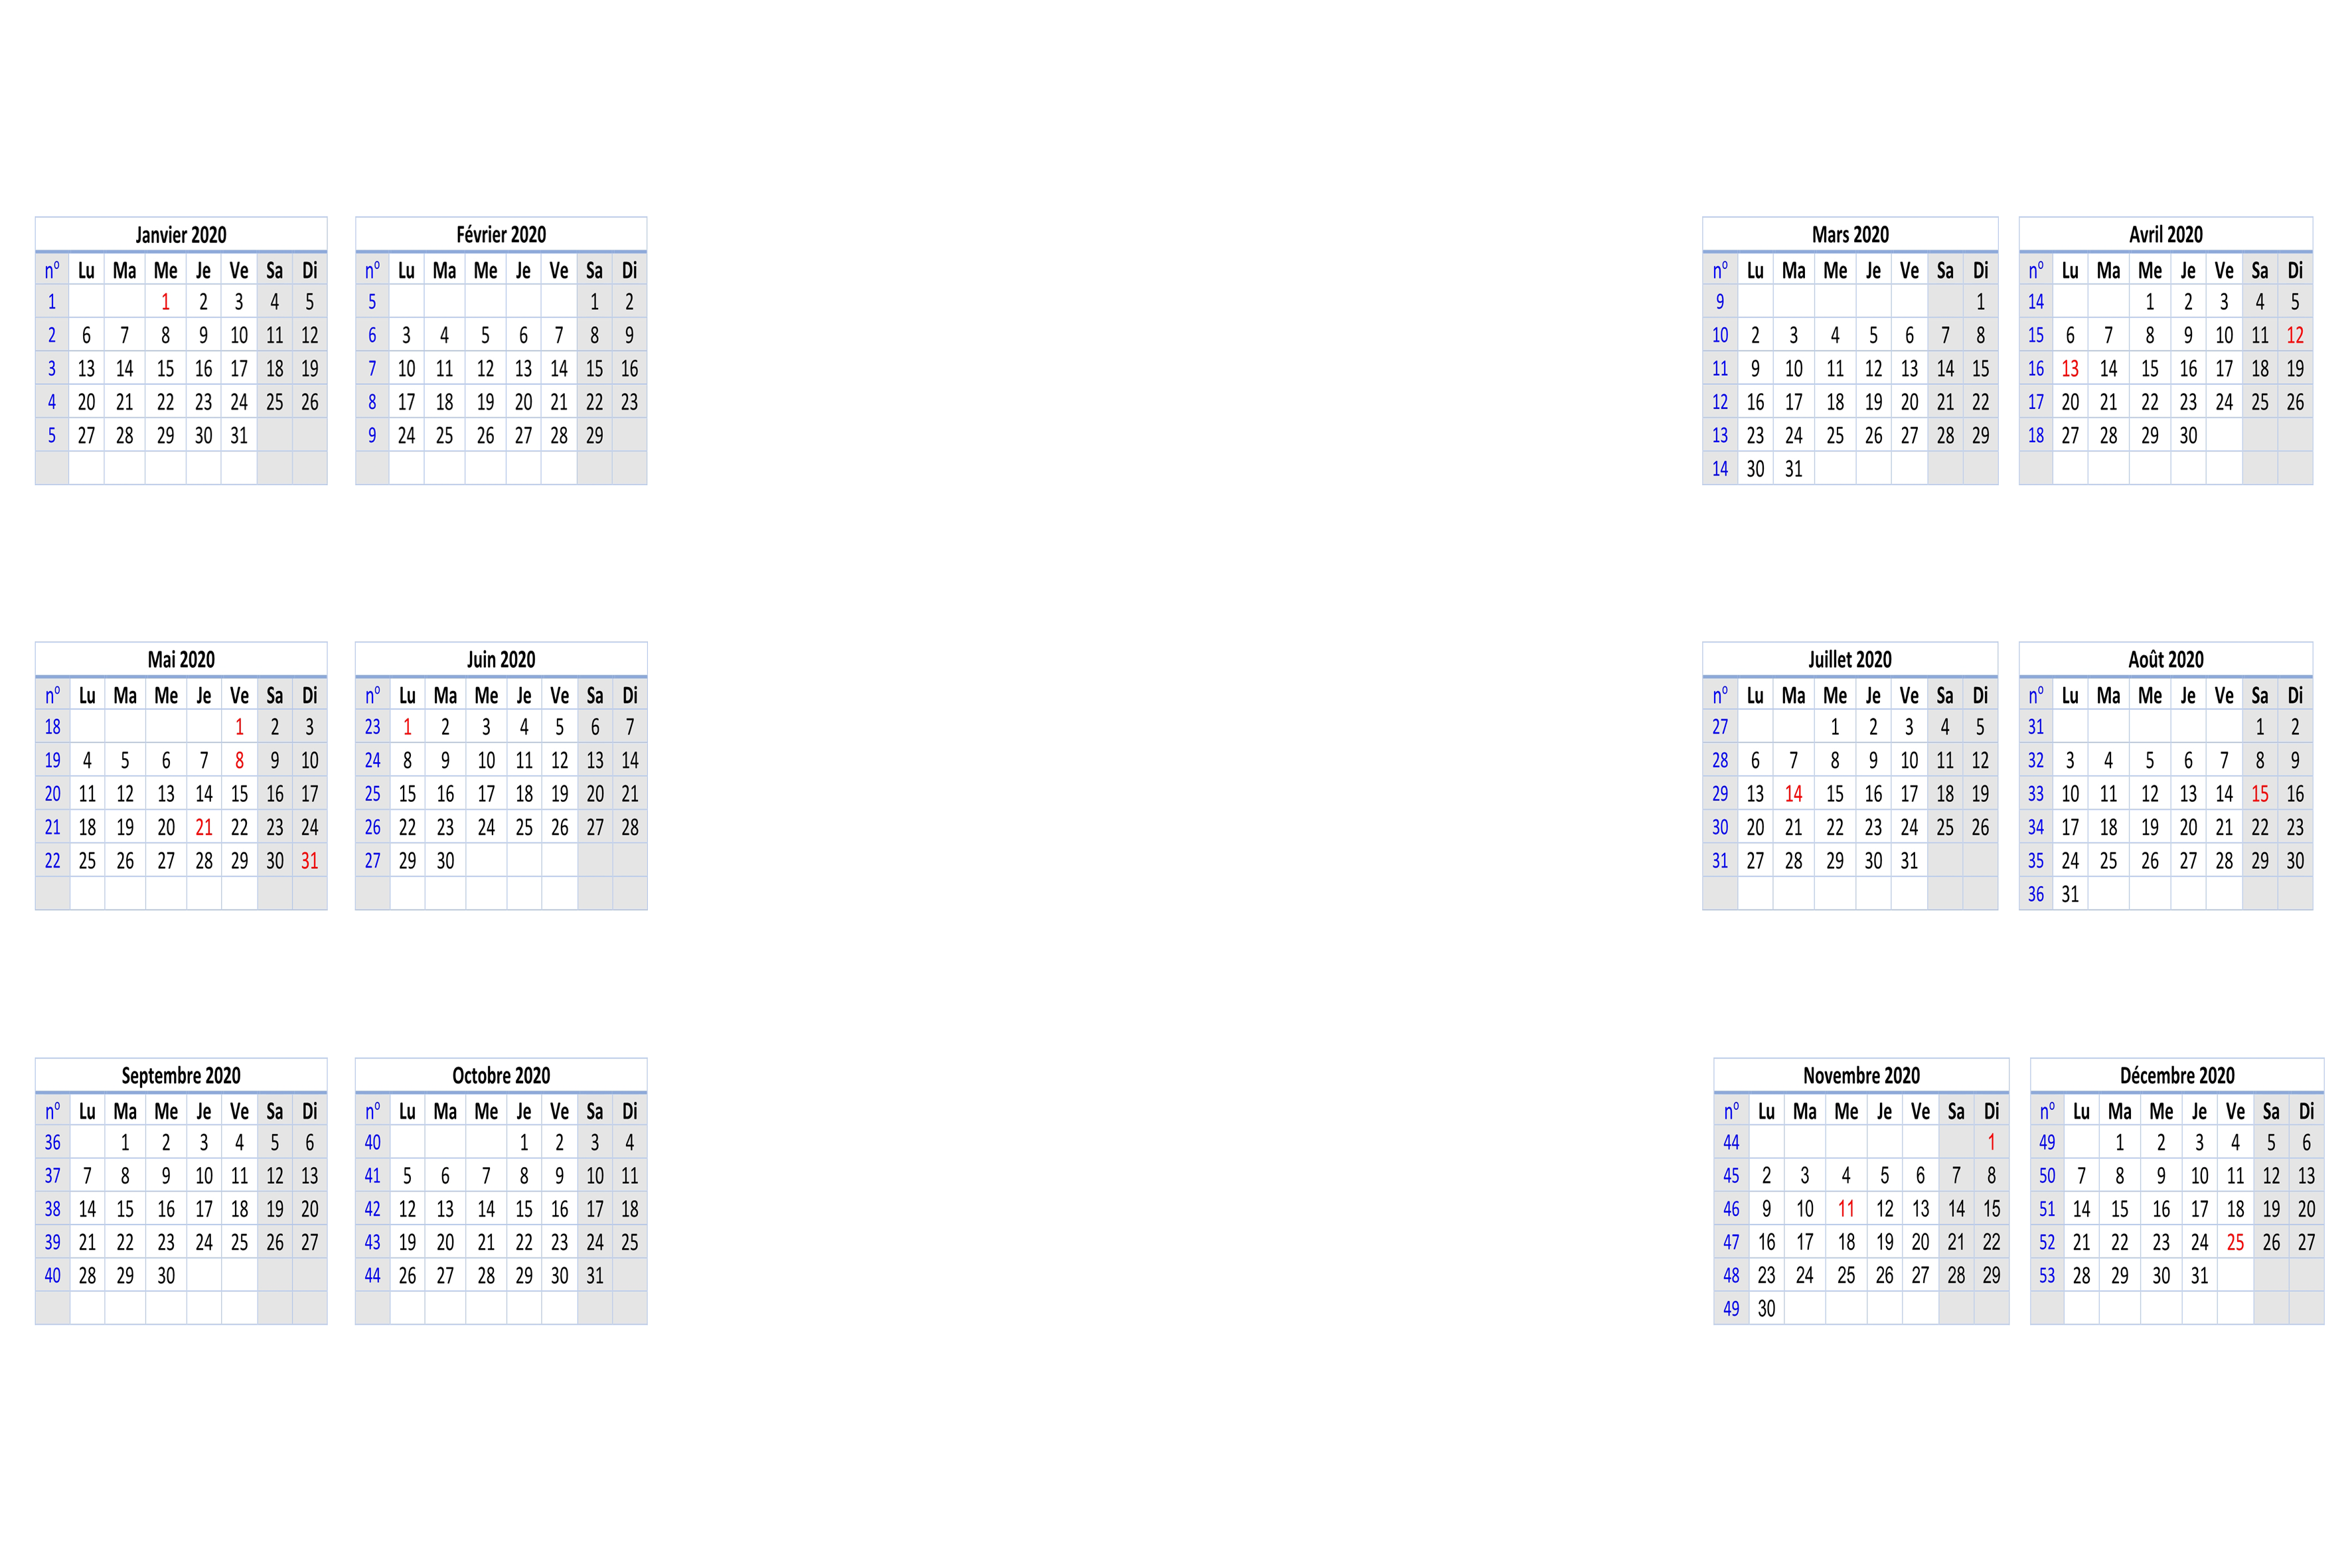 Janvier 2020
nº Lu Ma Me Je Ve Sa Di
1 1 2 3 4 5
2 6 7 8 9 10 11 12
3 13 14 15 16 17 18 19
4 20 21 22 23 24 25 26
5 27 28 29 30 31
Février 2020
nº Lu Ma Me Je Ve Sa Di
5 1 2
6 3 4 5 6 7 8 9
7 10 11 12 13 14 15 16
8 17 18 19 20 21 22 23
9 24 25 26 27 28 29
Mars 2020
nº Lu Ma Me Je Ve Sa Di
9 1
10 2 3 4 5 6 7 8
11 9 10 11 12 13 14 15
12 16 17 18 19 20 21 22
13 23 24 25 26 27 28 29
14 30 31
Avril 2020
nº Lu Ma Me Je Ve Sa Di
14 1 2 3 4 5
15 6 7 8 9 10 11 12
16 13 14 15 16 17 18 19
17 20 21 22 23 24 25 26
18 27 28 29 30
Mai 2020
nº Lu Ma Me Je Ve Sa Di
18 1 2 3
19 4 5 6 7 8 9 10
20 11 12 13 14 15 16 17
21 18 19 20 21 22 23 24
22 25 26 27 28 29 30 31
Juin 2020
nº Lu Ma Me Je Ve Sa Di
23 1 2 3 4 5 6 7
24 8 9 10 11 12 13 14
25 15 16 17 18 19 20 21
26 22 23 24 25 26 27 28
27 29 30
Juillet 2020
nº Lu Ma Me Je Ve Sa Di
27 1 2 3 4 5
28 6 7 8 9 10 11 12
29 13 14 15 16 17 18 19
30 20 21 22 23 24 25 26
31 27 28 29 30 31
Août 2020
nº Lu Ma Me Je Ve Sa Di
31 1 2
32 3 4 5 6 7 8 9
33 10 11 12 13 14 15 16
34 17 18 19 20 21 22 23
35 24 25 26 27 28 29 30
36 31
Septembre 2020
nº Lu Ma Me Je Ve Sa Di
36 1 2 3 4 5 6
37 7 8 9 10 11 12 13
38 14 15 16 17 18 19 20
39 21 22 23 24 25 26 27
40 28 29 30
Octobre 2020
nº Lu Ma Me Je Ve Sa Di
40 1 2 3 4
41 5 6 7 8 9 10 11
42 12 13 14 15 16 17 18
43 19 20 21 22 23 24 25
44 26 27 28 29 30 31
Novembre 2020
nº Lu Ma Me Je Ve Sa Di
44 1
45 2 3 4 5 6 7 8
46 9 10 11 12 13 14 15
47 16 17 18 19 20 21 22
48 23 24 25 26 27 28 29
49 30
Décembre 2020
nº Lu Ma Me Je Ve Sa Di
49 1 2 3 4 5 6
50 7 8 9 10 11 12 13
51 14 15 16 17 18 19 20
52 21 22 23 24 25 26 27
53 28 29 30 31